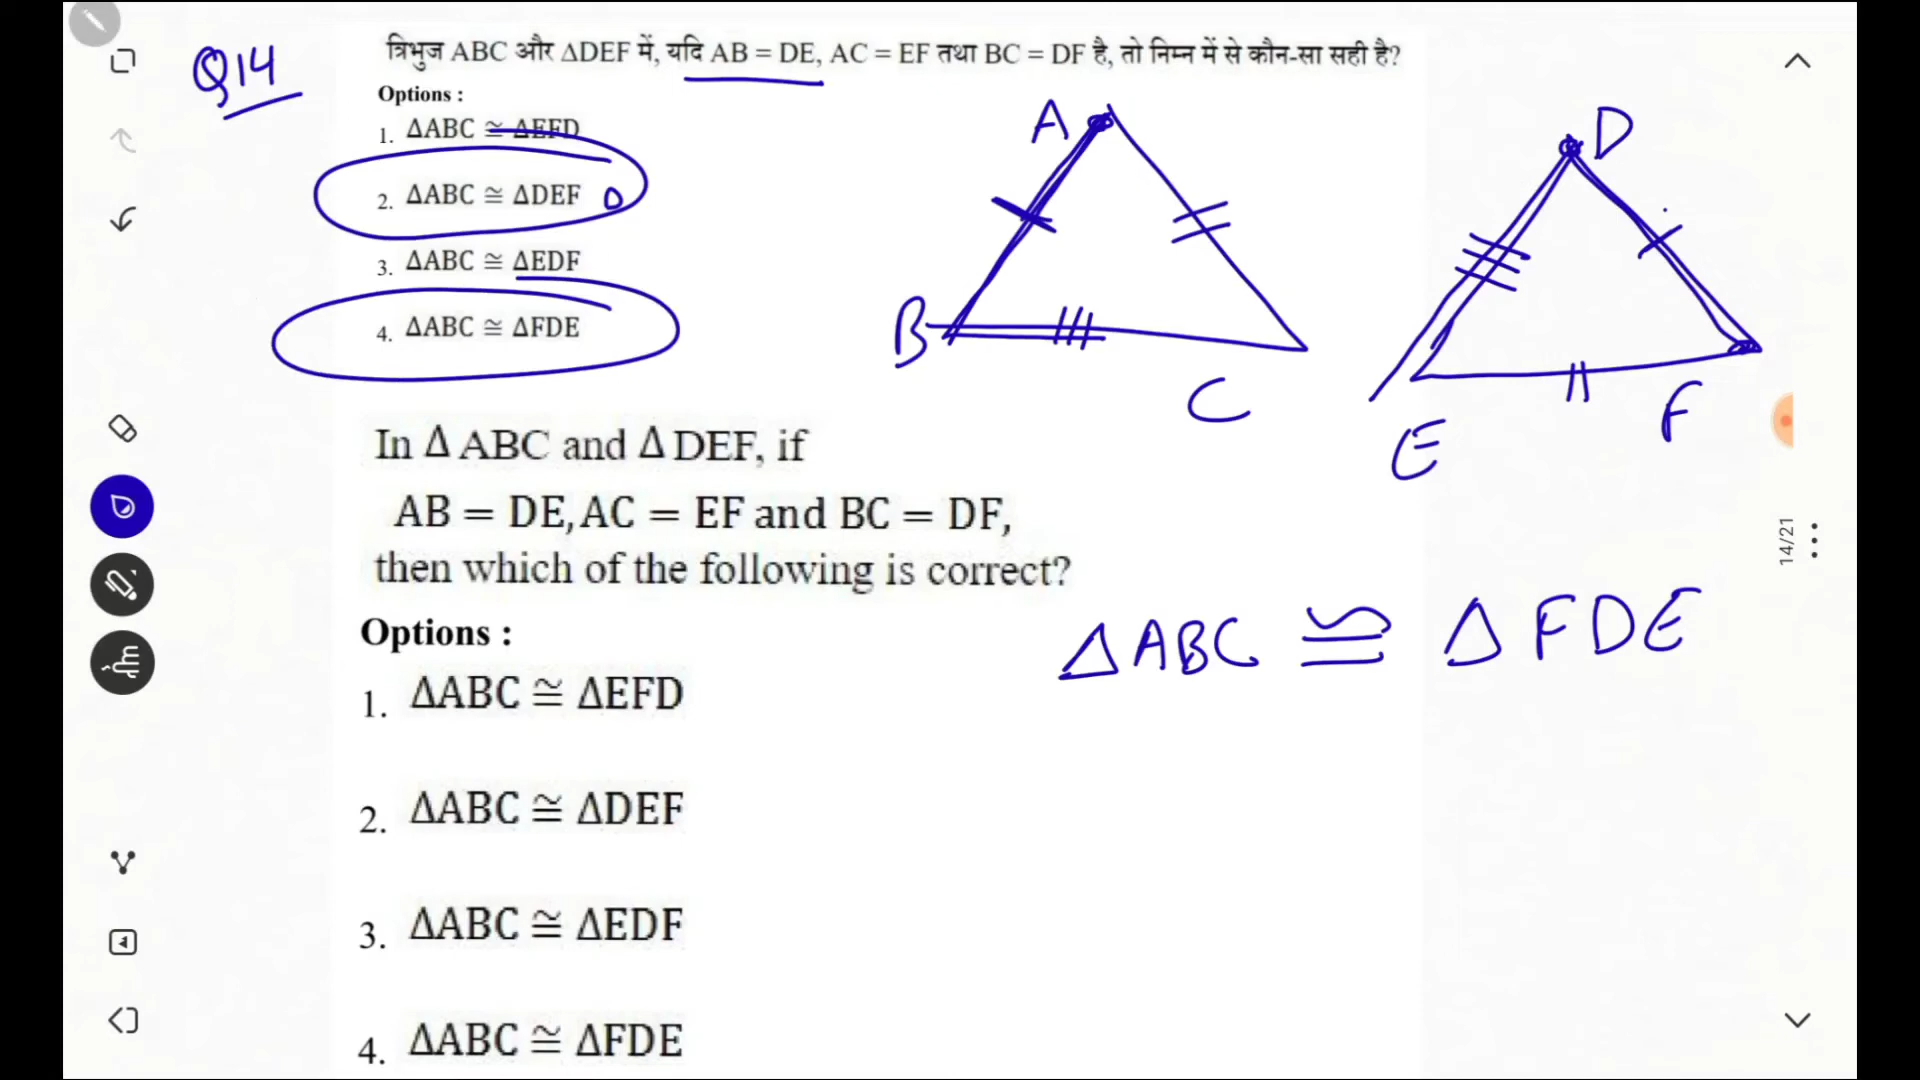 Q14
त्रिभुज ABC और ΔDEF में, यदि AB = DE, AC = EF तथा BC = DF है, तो निम्न में से कौन-सा सही है?
Options :
1. ΔABC ≅ ΔEFD
2. ΔABC ≅ ΔDEF
3. ΔABC ≅ ΔEDF
4. ΔABC ≅ ΔFDE
A
B
C
D
E
F
In Δ ABC and Δ DEF, if
AB = DE, AC = EF and BC = DF,
then which of the following is correct?
Options :
1. ΔABC ≅ ΔEFD
2. ΔABC ≅ ΔDEF
3. ΔABC ≅ ΔEDF
4. ΔABC ≅ ΔFDE
Δ ABC ≅ Δ FDE
14/21